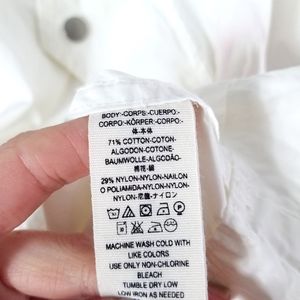 BODY:-CORPS:-CUERPO:-
CORPO:-KÖRPER:-CORPO:-
体:-本体
71% COTTON-COTON-
ALGODON-COTONE-
BAUMWOLLE-ALGODÃO-
棉花-綿
29% NYLON-NYLON-NAILON
O POLIAMIDA-NYLON-NYLON-
NYLON-尼龍-ナイロン
MACHINE WASH COLD WITH
LIKE COLORS
USE ONLY NON-CHLORINE
BLEACH
TUMBLE DRY LOW
LOW IRON AS NEEDED